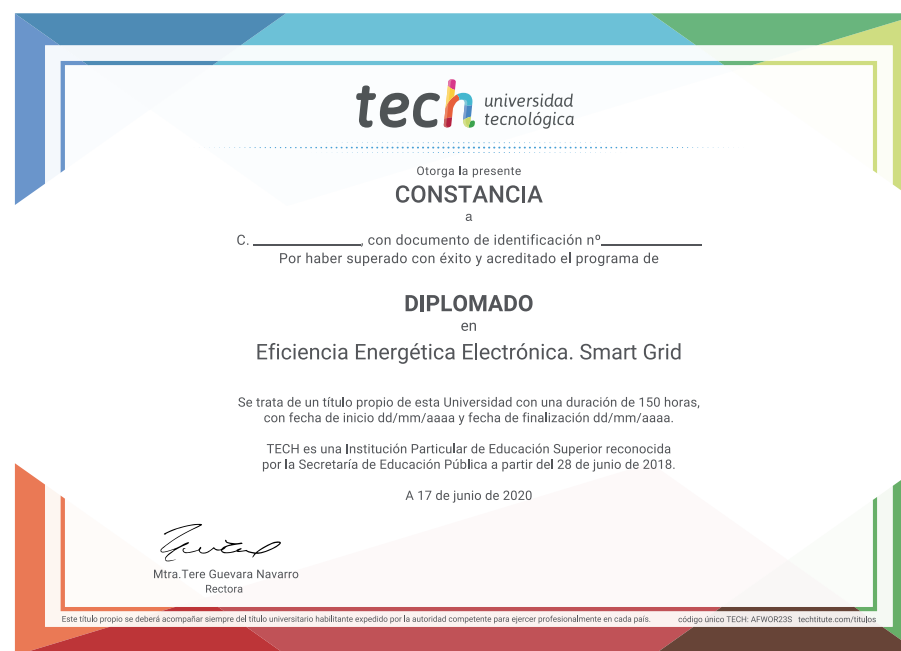 tech universidad
tecnológica
Otorga la presente
CONSTANCIA
a
C. ____________, con documento de identificación nº____________
Por haber superado con éxito y acreditado el programa de
DIPLOMADO
en
Eficiencia Energética Electrónica. Smart Grid
Se trata de un título propio de esta Universidad con una duración de 150 horas,
con fecha de inicio dd/mm/aaaa y fecha de finalización dd/mm/aaaa.
TECH es una Institución Particular de Educación Superior reconocida
por la Secretaría de Educación Pública a partir del 28 de junio de 2018.
A 17 de junio de 2020
Mtra.Tere Guevara Navarro
Rectora
Este título propio se deberá acompañar siempre del título universitario habilitante expedido por la autoridad competente para ejercer profesionalmente en cada país. código único TECH: AFWOR23S techtitute.com/titulos